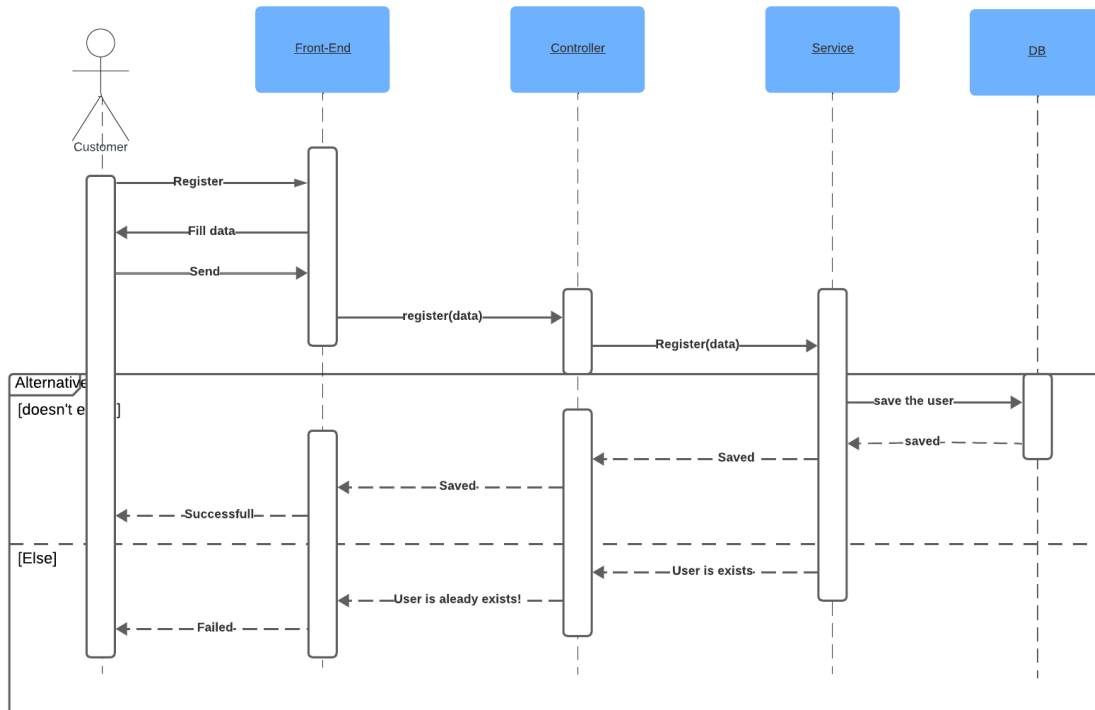 Front-End
Controller
Service
DB
Customer
Register
Fill data
Send
register(data)
Register(data)
Alternative
[doesn't e ]
save the user
saved
Saved
Saved
Successfull
[Else]
User is exists
User is aleady exists!
Failed